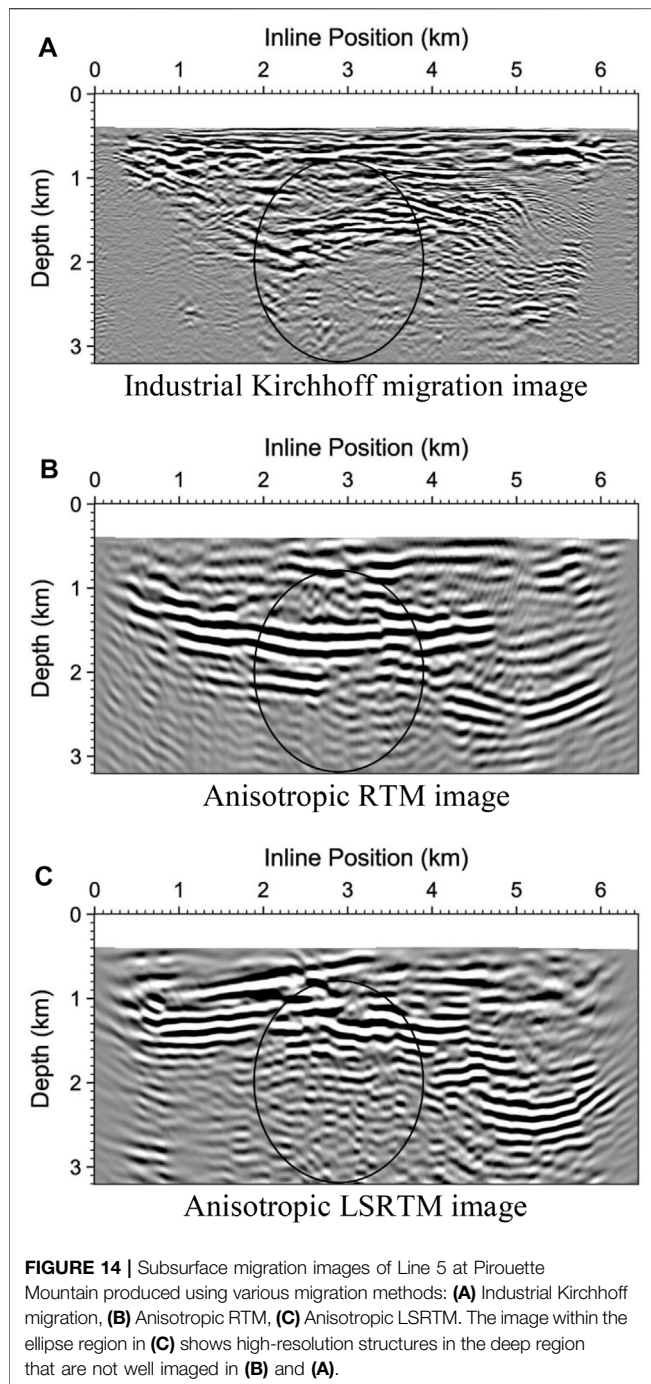 A
Inline Position (km)
0 1 2 3 4 5 6
Depth (km)
0
1
2
3
Industrial Kirchhoff migration image
B
Inline Position (km)
0 1 2 3 4 5 6
Depth (km)
0
1
2
3
Anisotropic RTM image
C
Inline Position (km)
0 1 2 3 4 5 6
Depth (km)
0
1
2
3
Anisotropic LSRTM image
FIGURE 14 | Subsurface migration images of Line 5 at Pirouette
Mountain produced using various migration methods: (A) Industrial Kirchhoff
migration, (B) Anisotropic RTM, (C) Anisotropic LSRTM. The image within the
ellipse region in (C) shows high-resolution structures in the deep region
that are not well imaged in (B) and (A).